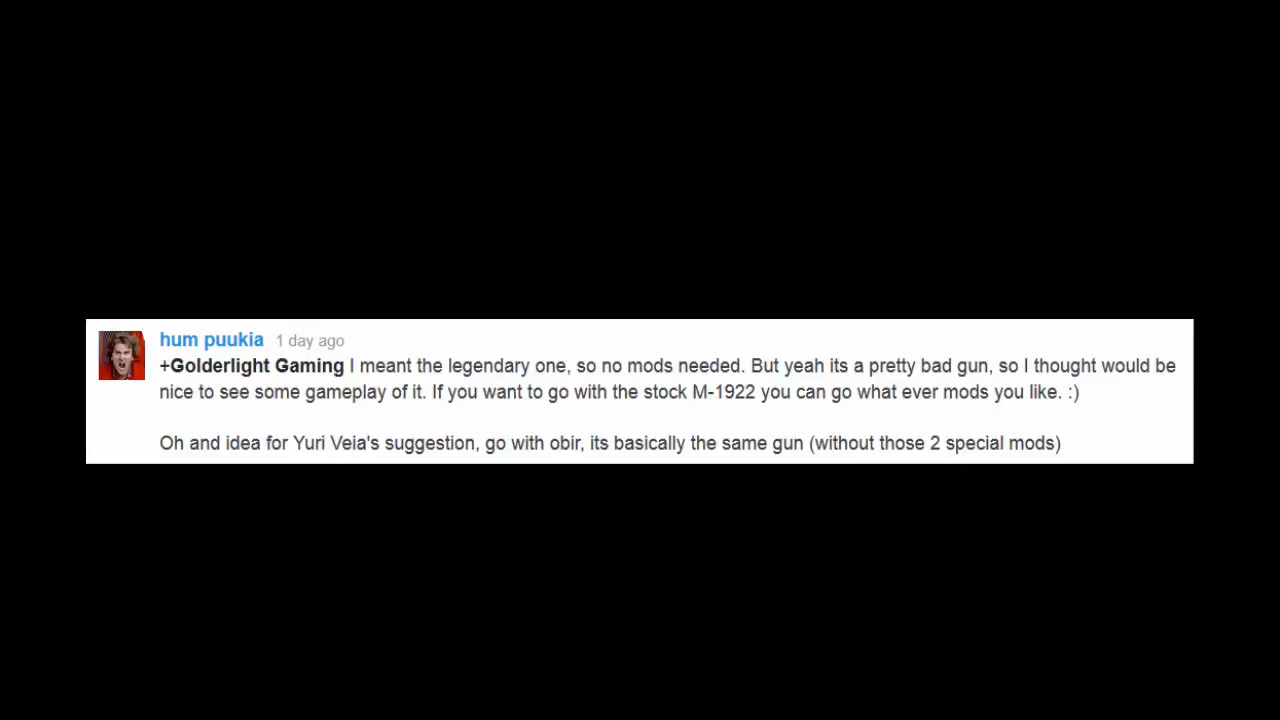 hum puukia 1 day ago
+Golderlight Gaming I meant the legendary one, so no mods needed. But yeah its a pretty bad gun, so I thought would be
nice to see some gameplay of it. If you want to go with the stock M-1922 you can go what ever mods you like. :)
Oh and idea for Yuri Veia's suggestion, go with obir, its basically the same gun (without those 2 special mods)